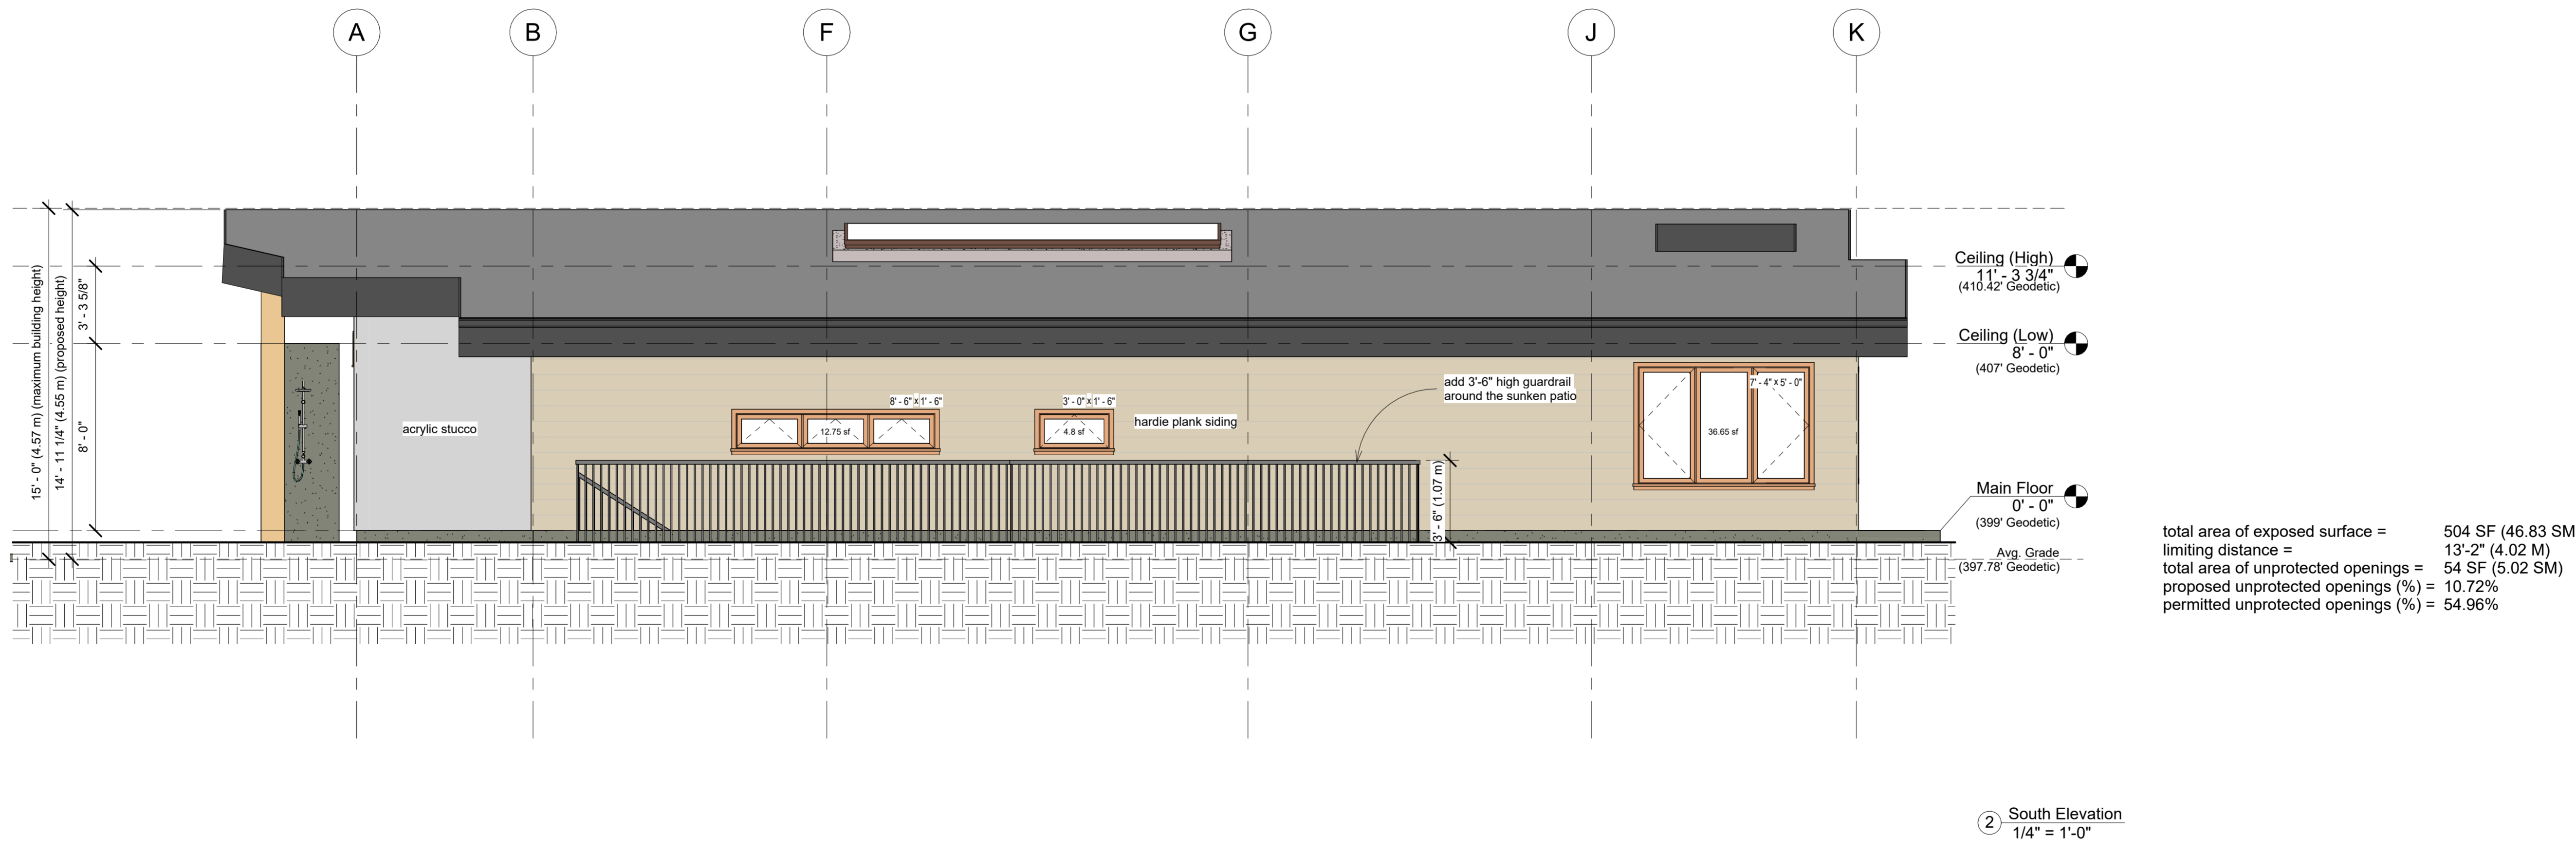 A
B
F
G
J
K
15' - 0" (4.57 m) (maximum building height)
14' - 11 1/4" (4.55 m) (proposed height)
3' - 3 5/8"
8' - 0"
Ceiling (High)
11' - 3 3/4"
(410.42' Geodetic)
Ceiling (Low)
8' - 0"
(407' Geodetic)
add 3'-6" high guardrail
around the sunken patio
7' - 4" x 5' - 0"
8' - 6" x 1' - 6"
3' - 0" x 1' - 6"
acrylic stucco
12.75 sf
4.8 sf
hardie plank siding
36.65 sf
3' - 6" (1.07 m)
Main Floor
0' - 0"
(399' Geodetic)
Avg. Grade
(397.78' Geodetic)
total area of exposed surface = 504 SF (46.83 SM
limiting distance = 13'-2" (4.02 M)
total area of unprotected openings = 54 SF (5.02 SM)
proposed unprotected openings (%) = 10.72%
permitted unprotected openings (%) = 54.96%
2 South Elevation
1/4" = 1'-0"